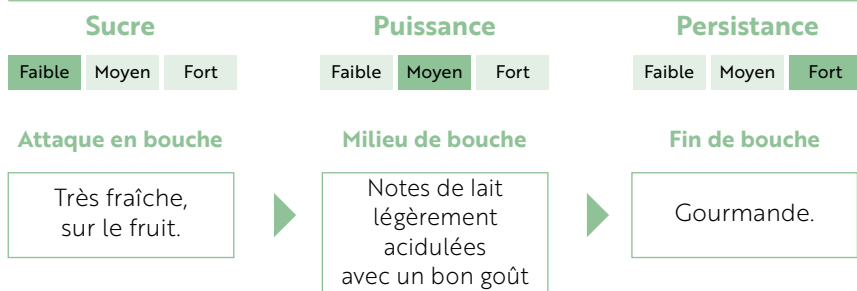 Sucre
Puissance
Persistance
Faible Moyen Fort
Faible Moyen Fort
Faible Moyen Fort
Attaque en bouche
Très fraîche,
sur le fruit.
Milieu de bouche
Notes de lait
légèrement
acidulées
avec un bon goût
Fin de bouche
Gourmande.